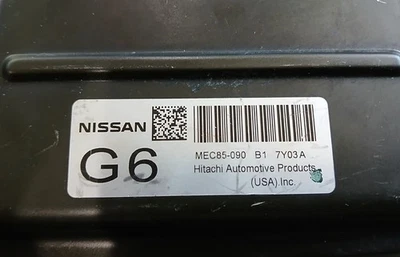 NISSAN
G6
MEC85-090 B1 7Y03A
Hitachi Automotive Products
(USA).Inc.